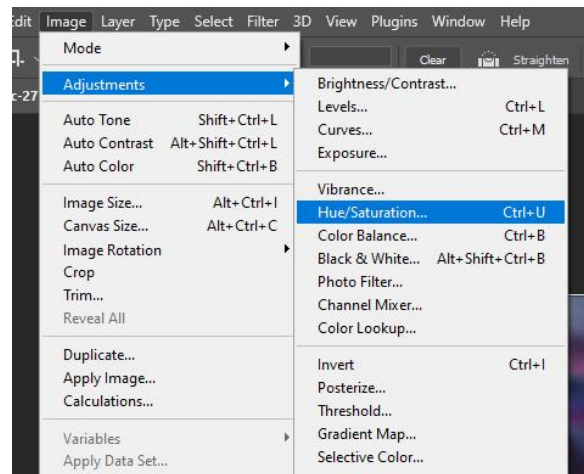 Edit Image Layer Type Select Filter 3D View Plugins Window Help
Clear Straighten
c-27
Mode
Adjustments
Auto Tone Shift+Ctrl+L
Auto Contrast Alt+Shift+Ctrl+L
Auto Color Shift+Ctrl+B
Image Size... Alt+Ctrl+I
Canvas Size... Alt+Ctrl+C
Image Rotation
Crop
Trim...
Reveal All
Duplicate...
Apply Image...
Calculations...
Variables
Apply Data Set...
Brightness/Contrast...
Levels... Ctrl+L
Curves... Ctrl+M
Exposure...
Vibrance...
Hue/Saturation... Ctrl+U
Color Balance... Ctrl+B
Black & White... Alt+Shift+Ctrl+B
Photo Filter...
Channel Mixer...
Color Lookup...
Invert Ctrl+I
Posterize...
Threshold...
Gradient Map...
Selective Color...